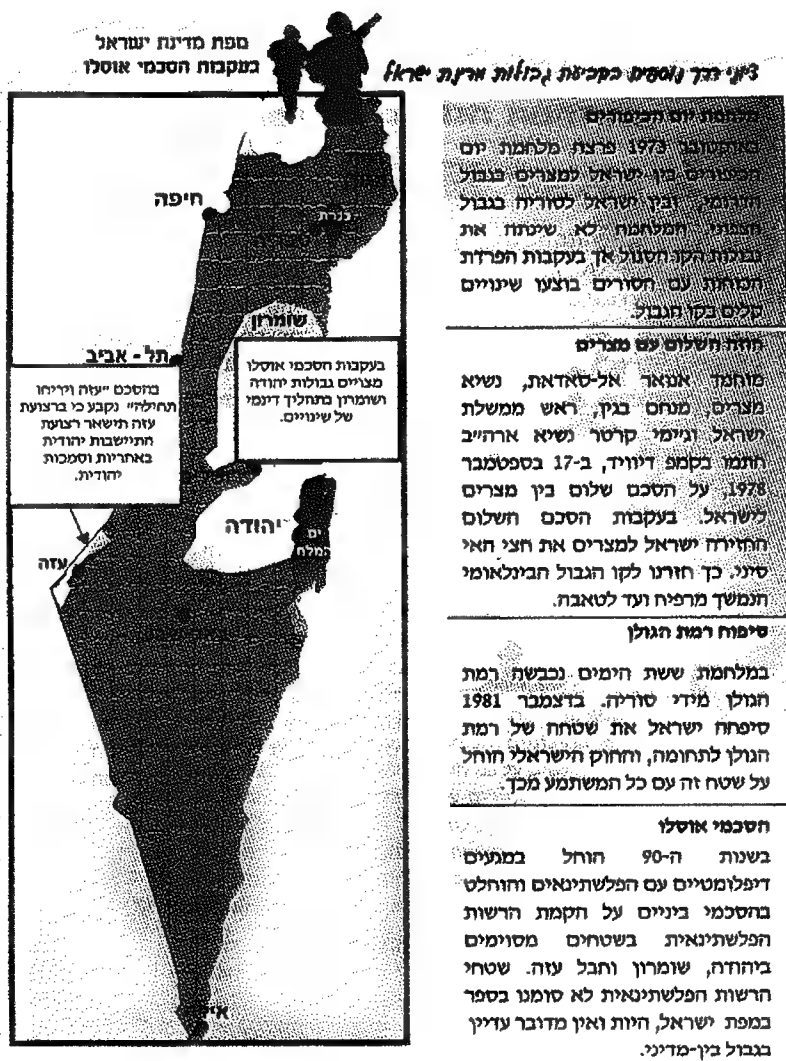 מפת מדינת ישראל
בעקבות הסכמי אוסלו
ציוני דרך נוספים בקביעת גבולות מדינת ישראל
מלחמת יום הכיפורים
באוקטובר 1973 פרצה מלחמת יום
הכיפורים בין ישראל למצרים בגבול
הדרומי, ובין ישראל לסוריה בגבול
הצפוני. המלחמה לא שינתה את
גבולות הקו הסגול אך בעקבות הפרדת
הכוחות עם הסורים בוצעו שינויים
קלים בקו הגבול.
חוזה השלום עם מצרים
מוחמד אנואר אל-סאדאת, נשיא
מצרים, מנחם בגין, ראש ממשלת
ישראל וג'ימי קרטר נשיא ארה"ב
חתמו בקמפ דיוויד, ב-17 בספטמבר
1978, על הסכם שלום בין מצרים
לישראל. בעקבות הסכם השלום
החזירה ישראל למצרים את חצי האי
סיני. כך חזרנו לקו הגבול הבינלאומי
הנמשך מרפיח ועד לטאבה.
סיפוח רמת הגולן
במלחמת ששת הימים נכבשה רמת
הגולן מידי סוריה. בדצמבר 1981
סיפחה ישראל את שטחה של רמת
הגולן לתחומה, והחוק הישראלי הוחל
על שטח זה עם כל המשתמע מכך.
הסכמי אוסלו
בשנות ה-90 הוחל במגעים
דיפלומטיים עם הפלשתינאים והוחלט
בהסכמי ביניים על הקמת הרשות
הפלשתינאית בשטחים מסוימים
ביהודה, שומרון וחבל עזה. שטחי
הרשות הפלשתינאית לא סומנו בספר
במפת ישראל, היות ואין מדובר עדיין
בגבול בין-מדיני.
חיפה
כנרת
שומרון
תל - אביב
בעקבות הסכמי אוסלו
מצויים גבולות יהודה
ושומרון בתהליך דינמי
של שינויים.
בהסכם "עזה ויריחו
תחילה" נקבע כי ברצועת
עזה תישאר רצועת
התיישבות יהודית
באחריות וסמכות
יהודית.
יהודה
ים
המלח
עזה